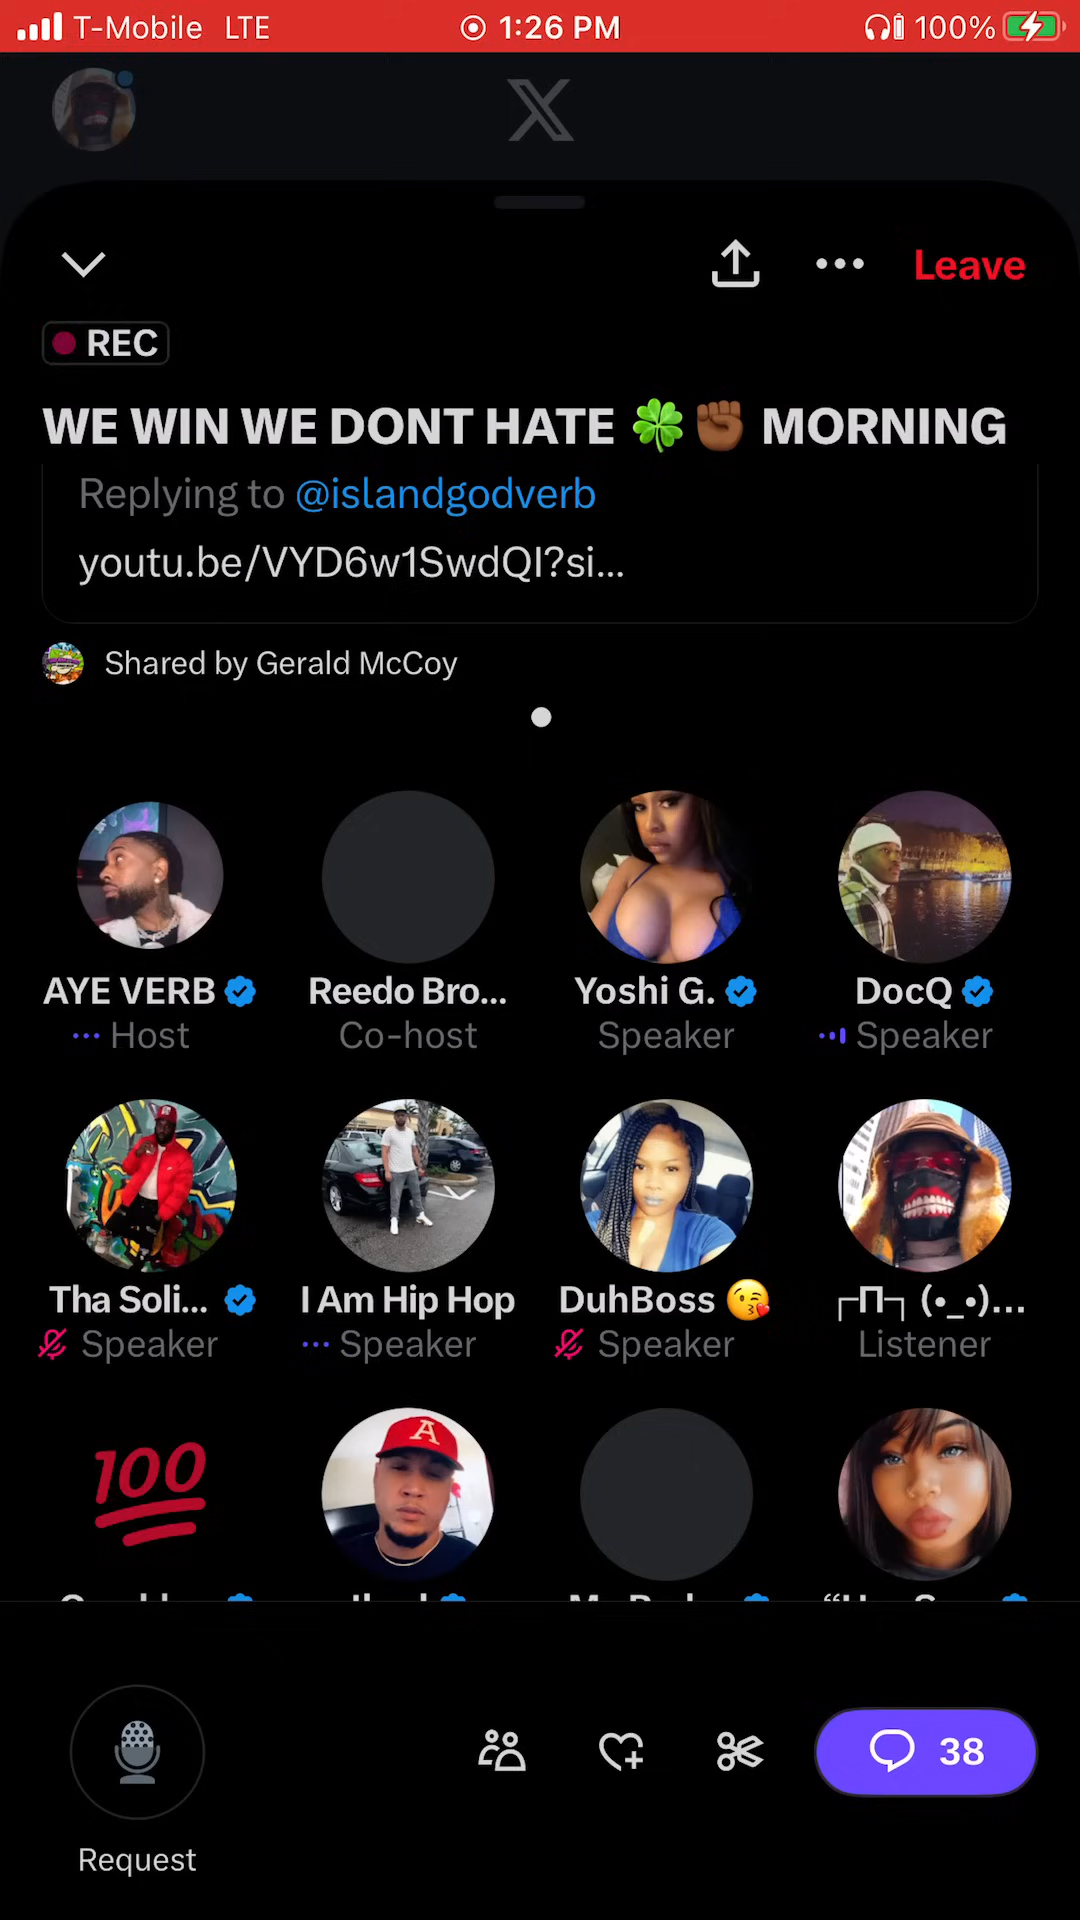 T-Mobile LTE 1:26 PM 100%
X
Leave
REC
WE WIN WE DONT HATE 🍀✊🏾 MORNING
Replying to @islandgodverb
youtu.be/VYD6w1SwdQI?si...
Shared by Gerald McCoy
AYE VERB Reedo Bro... Yoshi G. DocQ
Host Co-host Speaker Speaker
Tha Soli... I Am Hip Hop DuhBoss 😘 ┌Π┐ (•_•)...
Speaker Speaker Speaker Listener
100
A
38
Request